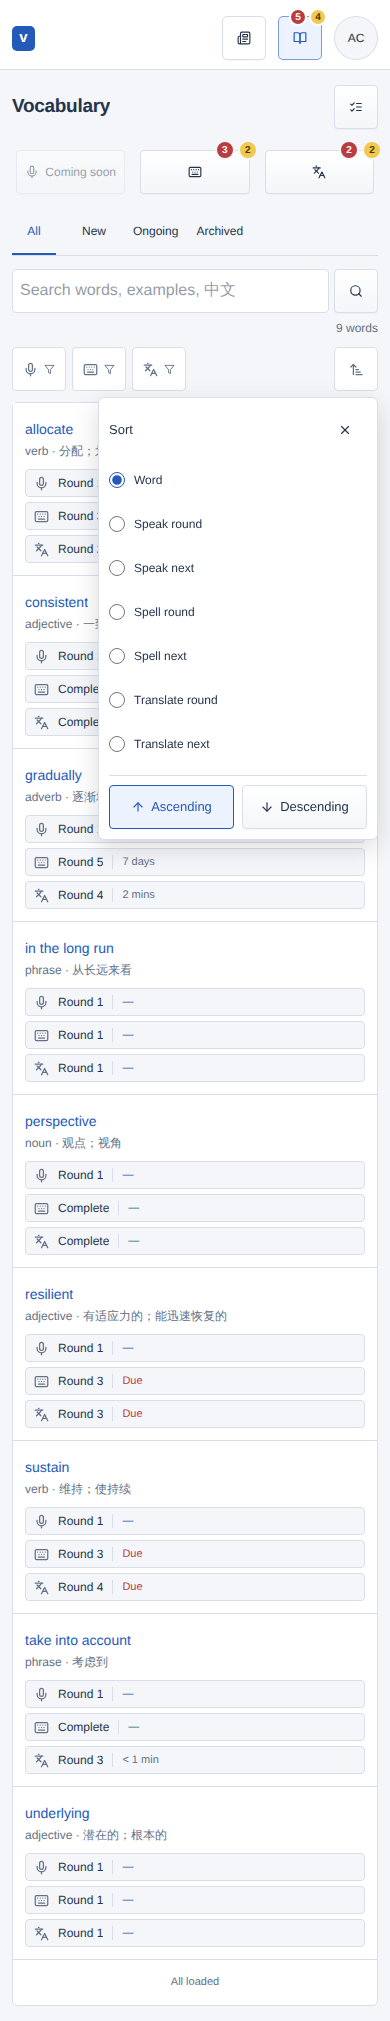 v
5
4
AC
Vocabulary
Coming soon
3
2
2
2
All
New
Ongoing
Archived
Search words, examples, 中文
9 words
Sort
Word
Speak round
Speak next
Spell round
Spell next
Translate round
Translate next
Ascending
Descending
allocate
verb · 分配；
Round
Round
Round
consistent
adjective · 一
Round
gradually
adverb · 逐渐
Round
Round 5 7 days
Round 4 2 mins
in the long run
phrase · 从长远来看
Round 1 —
Round 1 —
Round 1 —
perspective
noun · 观点；视角
Round 1 —
Complete —
Complete —
resilient
adjective · 有适应力的；能迅速恢复的
Round 1 —
Round 3 Due
Round 3 Due
sustain
verb · 维持；使持续
Round 1 —
Round 3 Due
Round 4 Due
take into account
phrase · 考虑到
Round 1 —
Complete —
Round 3 < 1 min
underlying
adjective · 潜在的；根本的
Round 1 —
Round 1 —
Round 1 —
All loaded